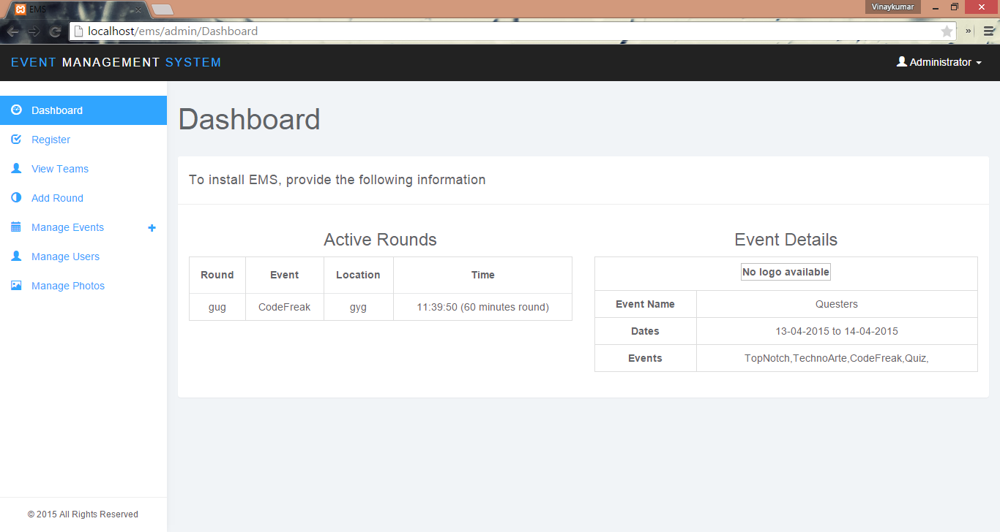 EMS
Vinaykumar
localhost/ems/admin/Dashboard
»
EVENT MANAGEMENT SYSTEM
Administrator
Dashboard
Register
View Teams
Add Round
Manage Events
Manage Users
Manage Photos
© 2015 All Rights Reserved
Dashboard
To install EMS, provide the following information
Active Rounds
Round Event Location Time
gug CodeFreak gyg 11:39:50 (60 minutes round)
Event Details
No logo available
Event Name Questers
Dates 13-04-2015 to 14-04-2015
Events TopNotch,TechnoArte,CodeFreak,Quiz,